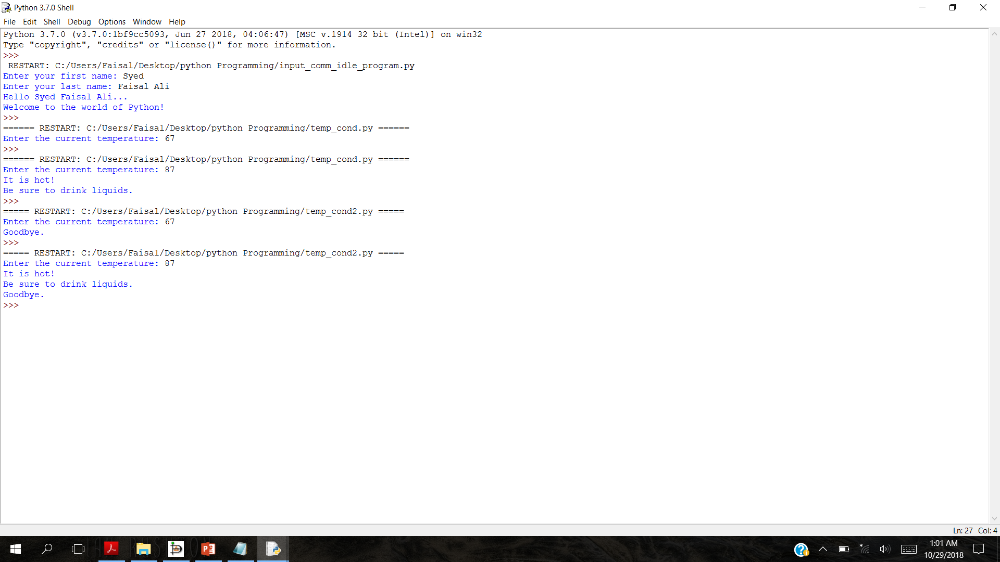 Python 3.7.0 Shell
File Edit Shell Debug Options Window Help
Python 3.7.0 (v3.7.0:1bf9cc5093, Jun 27 2018, 04:06:47) [MSC v.1914 32 bit (Intel)] on win32
Type "copyright", "credits" or "license()" for more information.
>>>
 RESTART: C:/Users/Faisal/Desktop/python Programming/input_comm_idle_program.py
Enter your first name: Syed
Enter your last name: Faisal Ali
Hello Syed Faisal Ali...
Welcome to the world of Python!
>>>
====== RESTART: C:/Users/Faisal/Desktop/python Programming/temp_cond.py ======
Enter the current temperature: 67
>>>
====== RESTART: C:/Users/Faisal/Desktop/python Programming/temp_cond.py ======
Enter the current temperature: 87
It is hot!
Be sure to drink liquids.
>>>
===== RESTART: C:/Users/Faisal/Desktop/python Programming/temp_cond2.py =====
Enter the current temperature: 67
Goodbye.
>>>
===== RESTART: C:/Users/Faisal/Desktop/python Programming/temp_cond2.py =====
Enter the current temperature: 87
It is hot!
Be sure to drink liquids.
Goodbye.
>>>
Ln: 27 Col: 4
1:01 AM
10/29/2018